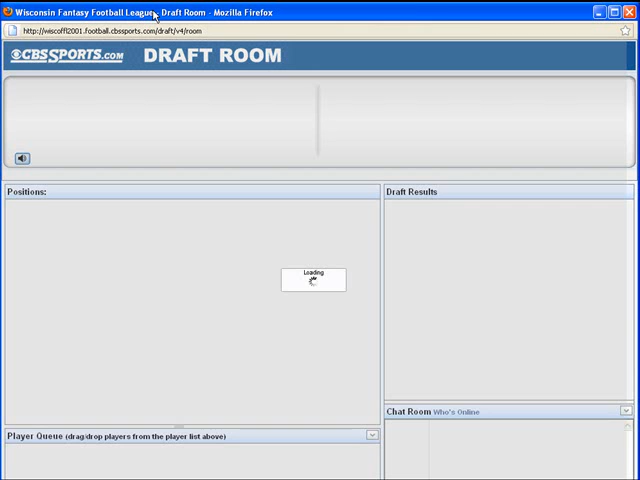 Wisconsin Fantasy Football League - Draft Room - Mozilla Firefox
http://wiscoffl2001.football.cbssports.com/draft/v4/room
CBSSPORTS.com DRAFT ROOM
Positions:
Draft Results
Loading
Chat Room Who's Online
Player Queue (drag/drop players from the player list above)